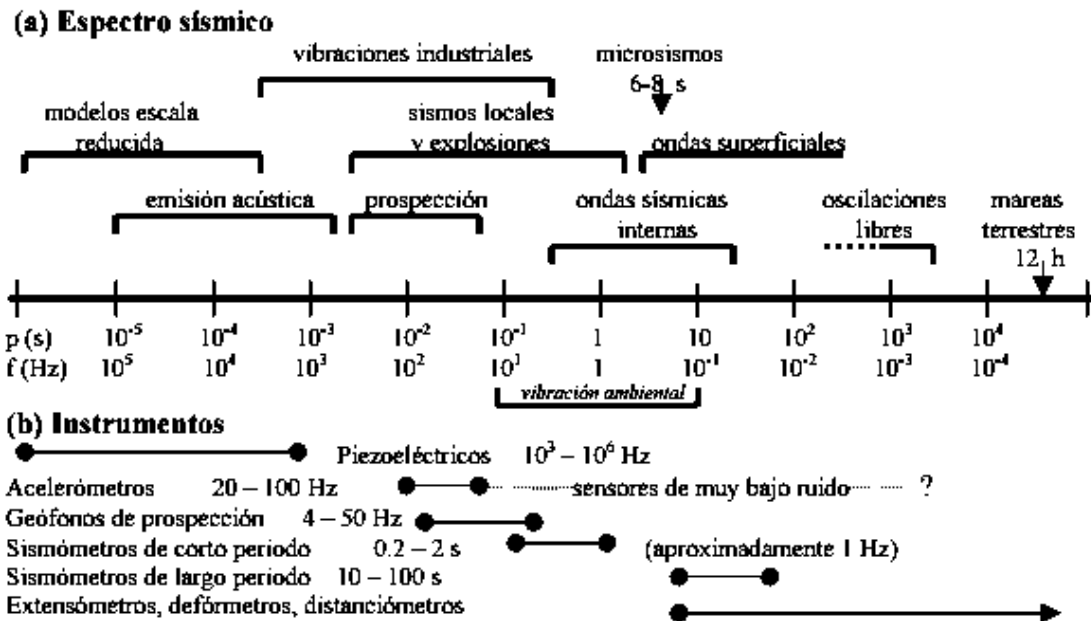 (a) Espectro sísmico
vibraciones industriales
microsismos
6-8 s
modelos escala
reducida
sismos locales
y explosiones
ondas superficiales
emisión acústica
prospección
ondas sísmicas
internas
oscilaciones
libres
mareas
terrestres
12 h
p (s) 10⁻⁵ 10⁻⁴ 10⁻³ 10⁻² 10⁻¹ 1 10 10² 10³ 10⁴
f (Hz) 10⁵ 10⁴ 10³ 10² 10¹ 1 10⁻¹ 10⁻² 10⁻³ 10⁻⁴
vibración ambiental
(b) Instrumentos
Piezoeléctricos 10³ – 10⁶ Hz
Acelerómetros 20 – 100 Hz sensores de muy bajo ruido ?
Geófonos de prospección 4 – 50 Hz
Sismómetros de corto periodo 0.2 – 2 s (aproximadamente 1 Hz)
Sismómetros de largo periodo 10 – 100 s
Extensómetros, defórmetros, distanciómetros